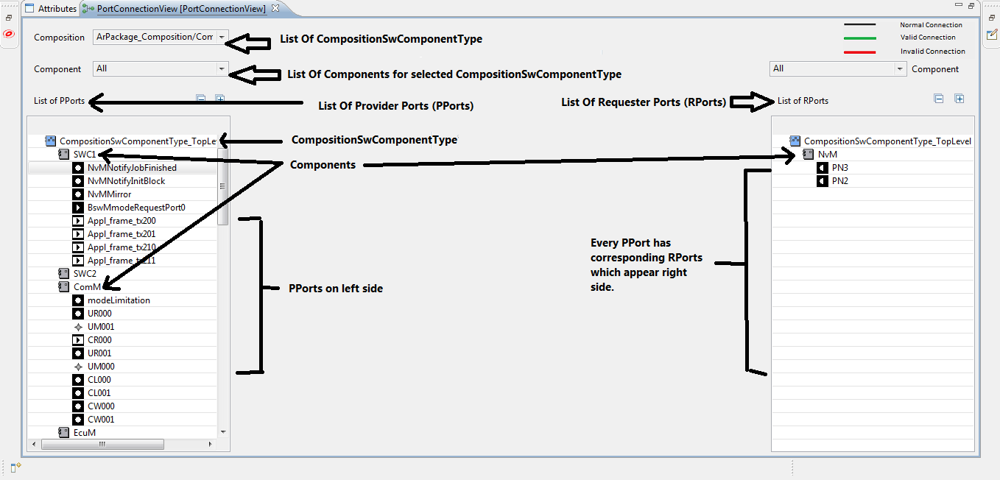 Attributes PortConnectionView [PortConnectionView]
Composition ArPackage_Composition/Com List Of CompositionSwComponentType
Normal Connection
Valid Connection
Invalid Connection
Component All List Of Components for selected CompositionSwComponentType All Component
List of PPorts List Of Provider Ports (PPorts) List Of Requester Ports (RPorts) List of RPorts
CompositionSwComponentType_TopLe CompositionSwComponentType CompositionSwComponentType_TopLevel
SWC1 NvM
Components
NvMNotifyJobFinished PN3
NvMNotifyInitBlock PN2
NvMMirror
BswMmodeRequestPort0
Appl_frame_tx200
Appl_frame_tx201
Appl_frame_tx210
Appl_frame_tx211
SWC2
ComM
modeLimitation
UR000
UM001
CR000
UR001
UM000
CL000
CL001
CW000
CW001
EcuM
PPorts on left side
Every PPort has
corresponding RPorts
which appear right
side.